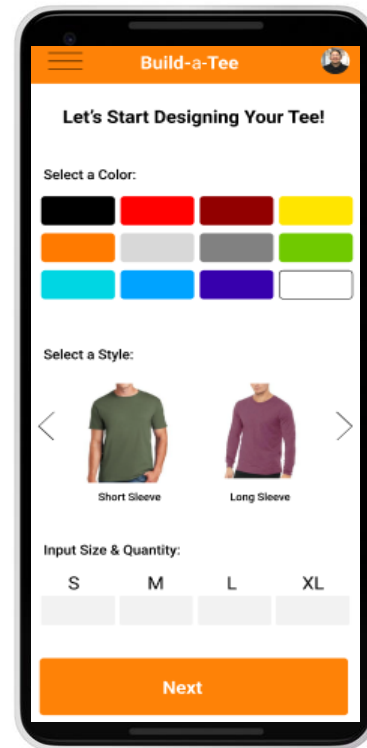 Build-a-Tee
Let's Start Designing Your Tee!
Select a Color:
Select a Style:
Short Sleeve Long Sleeve
Input Size & Quantity:
S M L XL
Next